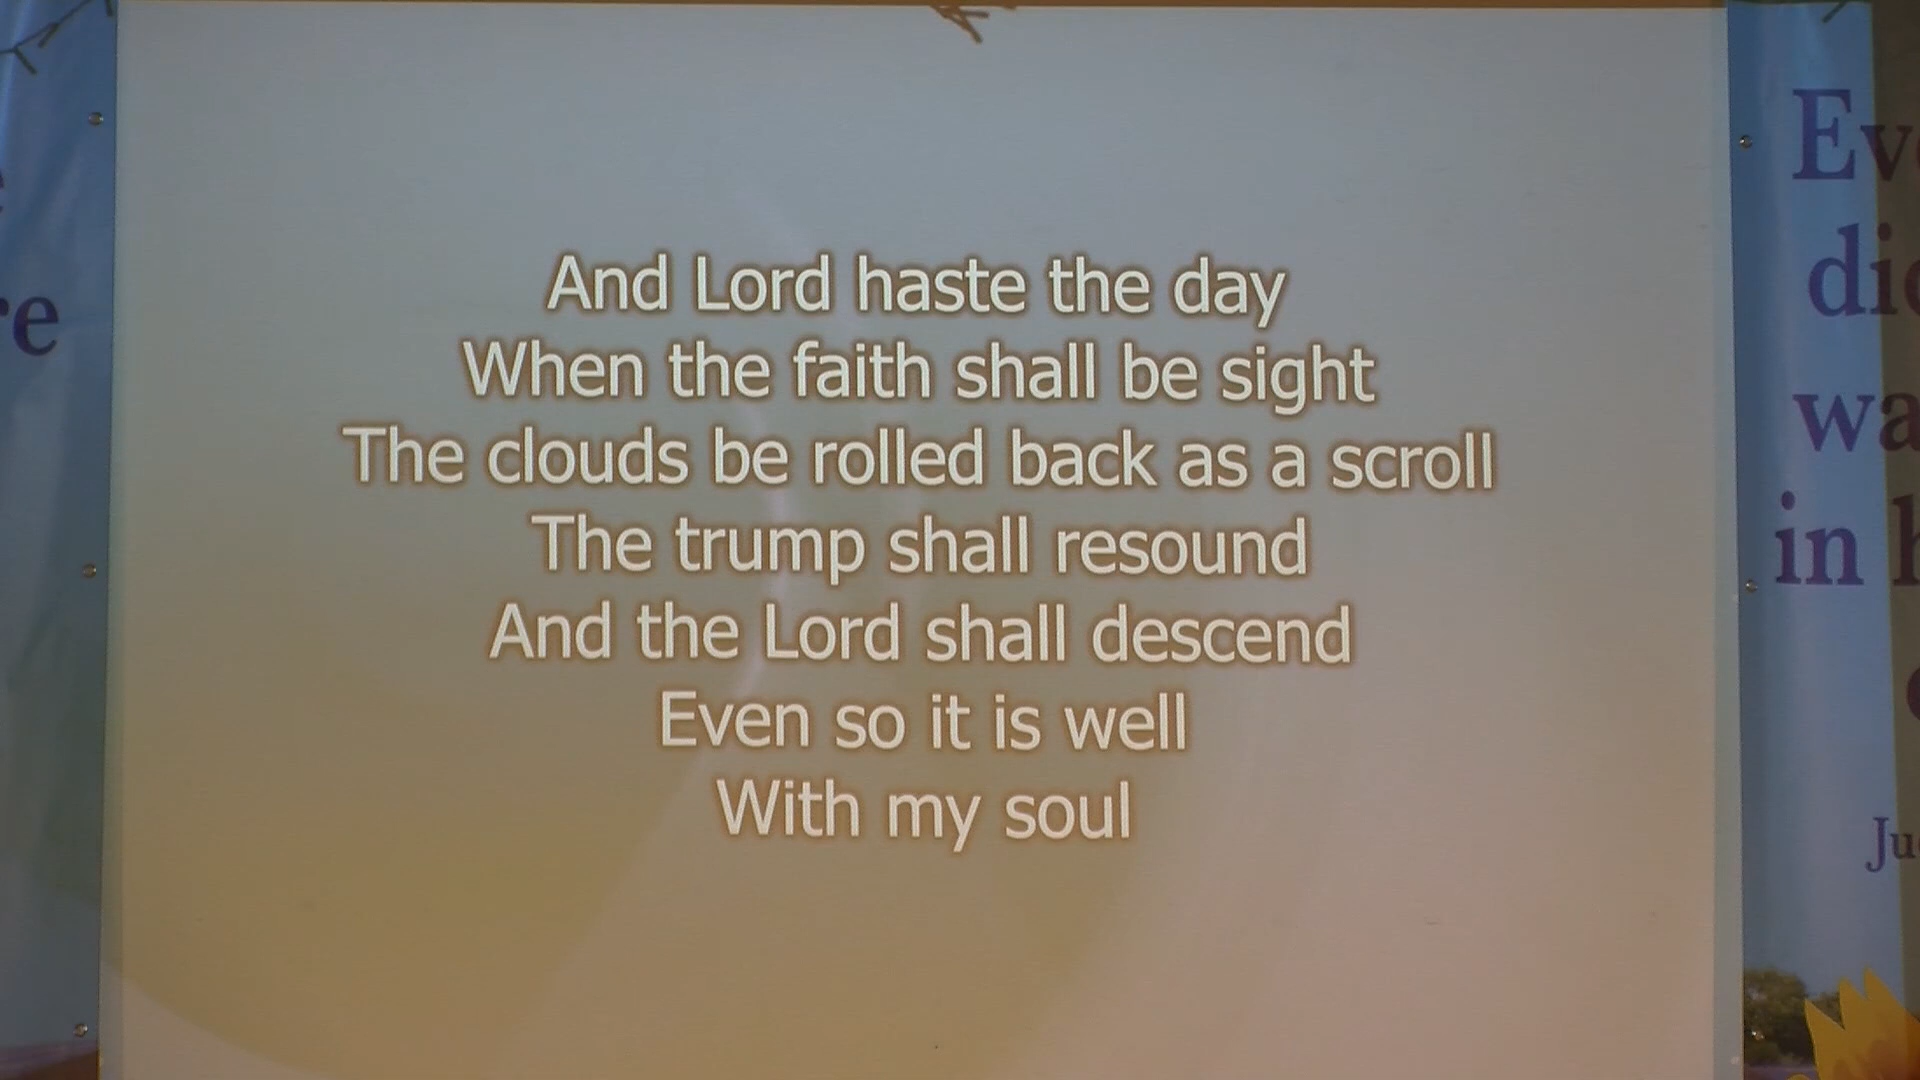 And Lord haste the day
When the faith shall be sight
The clouds be rolled back as a scroll
The trump shall resound
And the Lord shall descend
Even so it is well
With my soul
in